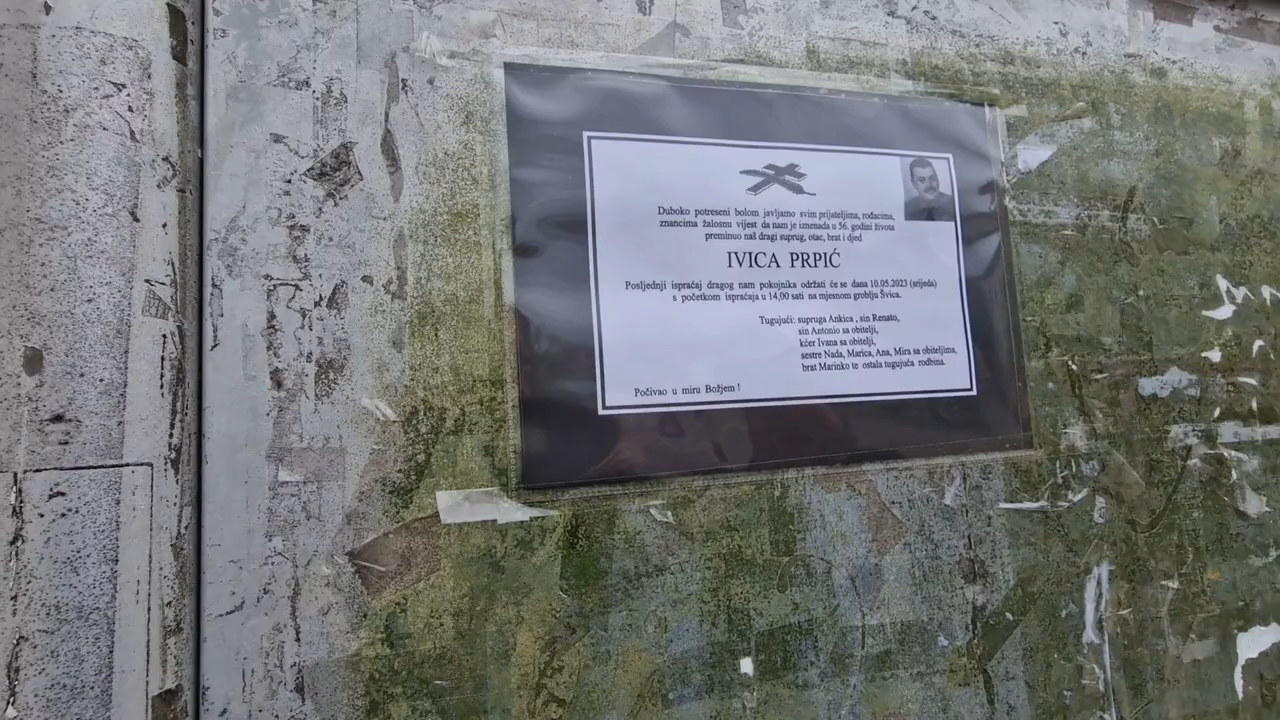 Duboko potreseni bolom javljamo svim prijateljima, rođacima,
znancima žalosnu vijest da nam je iznenada u 56. godini života
preminuo naš dragi suprug, otac, brat i djed
IVICA PRPIĆ
Posljednji ispraćaj dragog nam pokojnika održati će se dana 10.05.2023 (srijeda)
s početkom ispraćaja u 14,00 sati na mjesnom groblju Švica.
Tugujući: supruga Ankica , sin Renato,
sin Antonio sa obitelji,
kćer Ivana sa obitelji,
sestre Nada, Marica, Ana, Mira sa obiteljima,
brat Marinko te ostala tugujuća rodbina.
Počivao u miru Božjem !